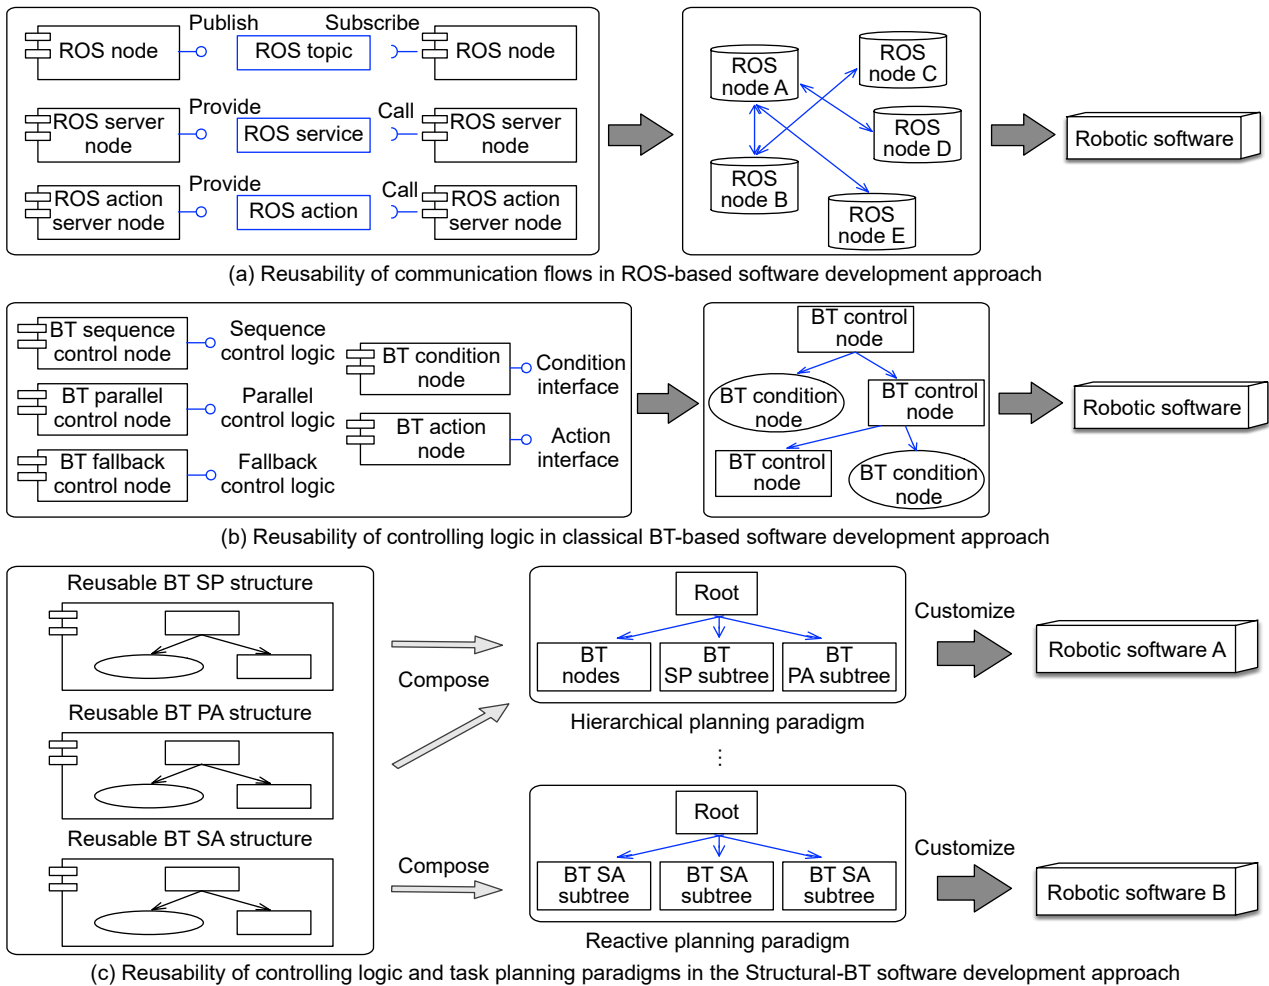 Publish
Subscribe
ROS node
ROS topic
ROS node
Provide
Call
ROS server
node
ROS service
ROS server
node
Provide
Call
ROS action
server node
ROS action
ROS action
server node
ROS
node A
ROS
node C
ROS
node D
ROS
node B
ROS
node E
Robotic software
(a) Reusability of communication flows in ROS-based software development approach
BT sequence
control node
Sequence
control logic
BT parallel
control node
Parallel
control logic
BT fallback
control node
Fallback
control logic
BT condition
node
Condition
interface
BT action
node
Action
interface
BT control
node
BT condition
node
BT control
node
BT control
node
BT condition
node
Robotic software
(b) Reusability of controlling logic in classical BT-based software development approach
Reusable BT SP structure
Reusable BT PA structure
Reusable BT SA structure
Compose
Compose
Root
BT
nodes
BT
SP subtree
BT
PA subtree
Hierarchical planning paradigm
⋮
Root
BT SA
subtree
BT SA
subtree
BT SA
subtree
Reactive planning paradigm
Customize
Robotic software A
Customize
Robotic software B
(c) Reusability of controlling logic and task planning paradigms in the Structural-BT software development approach